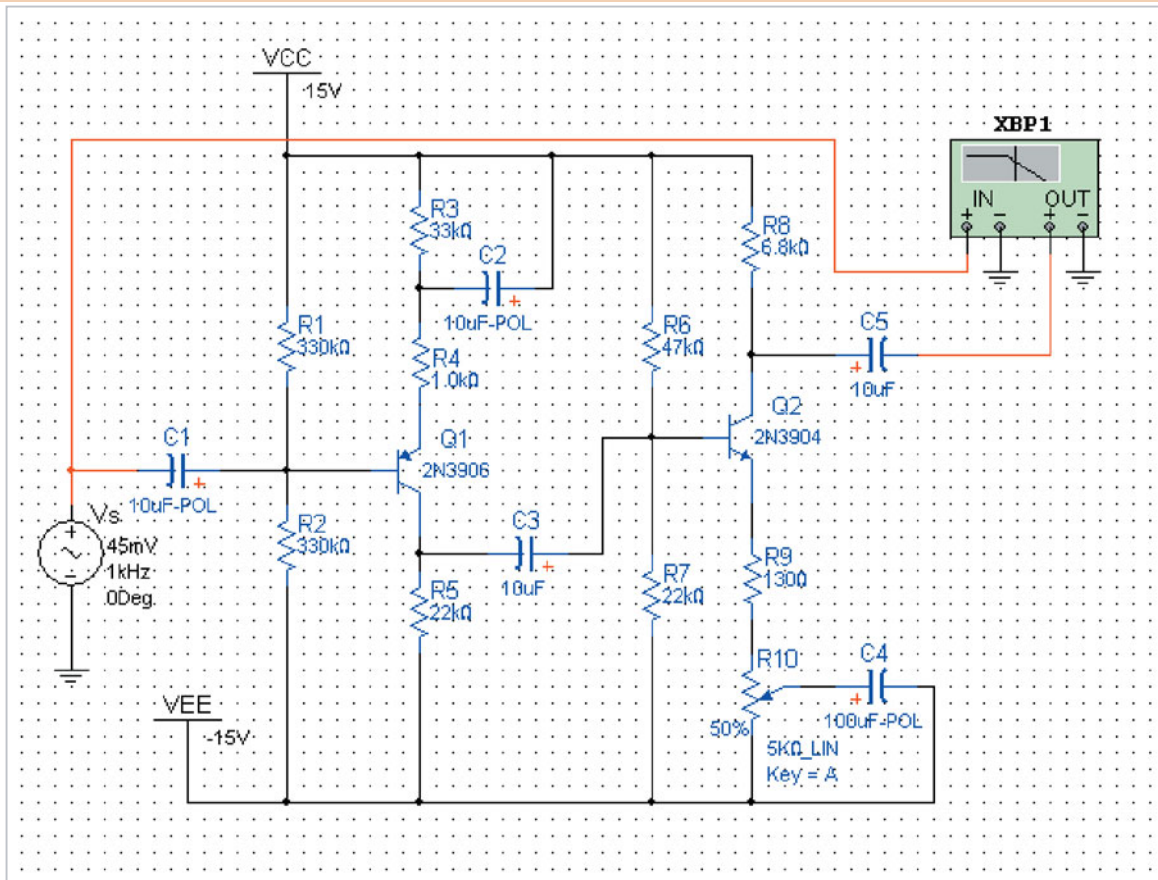 VCC
15V
XBP1
IN OUT
+ - + -
R3
33kΩ
C2
+
10uF-POL
R8
6.8kΩ
R1
330kΩ
R4
1.0kΩ
R6
47kΩ
C5
+
10uF
Q2
2N3904
C1
+
10uF-POL
Q1
2N3906
Vs
+
-
45mV
1kHz
0Deg
R2
330kΩ
C3
+
10uF
R5
22kΩ
R7
22kΩ
R9
130Ω
R10
50%
5KΩ_LIN
Key = A
C4
+
100uF-POL
VEE
-15V